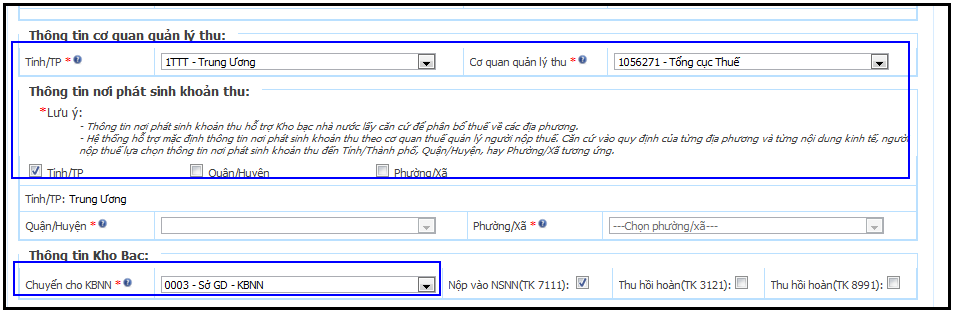 Thông tin cơ quan quản lý thu:
Tỉnh/TP * 1TTT - Trung Ương Cơ quan quản lý thu * 1056271 - Tổng cục Thuế
Thông tin nơi phát sinh khoản thu:
*Lưu ý:
- Thông tin nơi phát sinh khoản thu hỗ trợ Kho bạc nhà nước lấy căn cứ để phân bổ thuế về các địa phương.
- Hệ thống hỗ trợ mặc định thông tin nơi phát sinh khoản thu theo cơ quan thuế quản lý người nộp thuế. Căn cứ vào quy định của từng địa phương và từng nội dung kinh tế, người
nộp thuế lựa chọn thông tin nơi phát sinh khoản thu đến Tỉnh/Thành phố, Quận/Huyện, hay Phường/Xã tương ứng.
Tỉnh/TP Quận/Huyện Phường/Xã
Tỉnh/TP: Trung Ương
Quận/Huyện * Phường/Xã * ---Chọn phường/xã---
Thông tin Kho Bạc:
Chuyển cho KBNN * 0003 - Sở GD - KBNN Nộp vào NSNN(TK 7111): Thu hồi hoàn(TK 3121): Thu hồi hoàn(TK 8991):